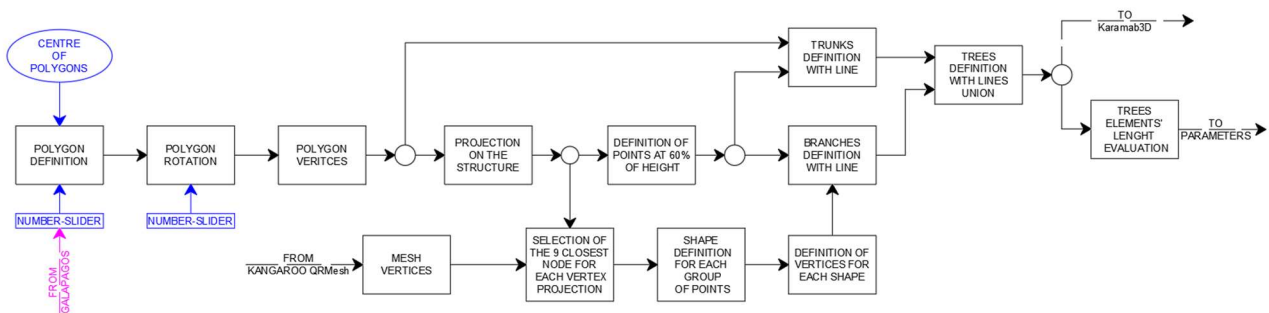 CENTRE
OF
POLYGONS
POLYGON
DEFINITION
NUMBER-SLIDER
FROM
GALAPAGOS
POLYGON
ROTATION
NUMBER-SLIDER
POLYGON
VERITCES
PROJECTION
ON THE
STRUCTURE
DEFINITION OF
POINTS AT 60%
OF HEIGHT
TRUNKS
DEFINITION
WITH LINE
BRANCHES
DEFINITION
WITH LINE
TREES
DEFINITION
WITH LINES
UNION
TO
Karamab3D
TREES
ELEMENTS'
LENGHT
EVALUATION
TO
PARAMETERS
FROM
KANGAROO QRMesh
MESH
VERTICES
SELECTION OF
THE 9 CLOSEST
NODE FOR
EACH VERTEX
PROJECTION
SHAPE
DEFINITION
FOR EACH
GROUP
OF POINTS
DEFINITION OF
VERTICES FOR
EACH SHAPE